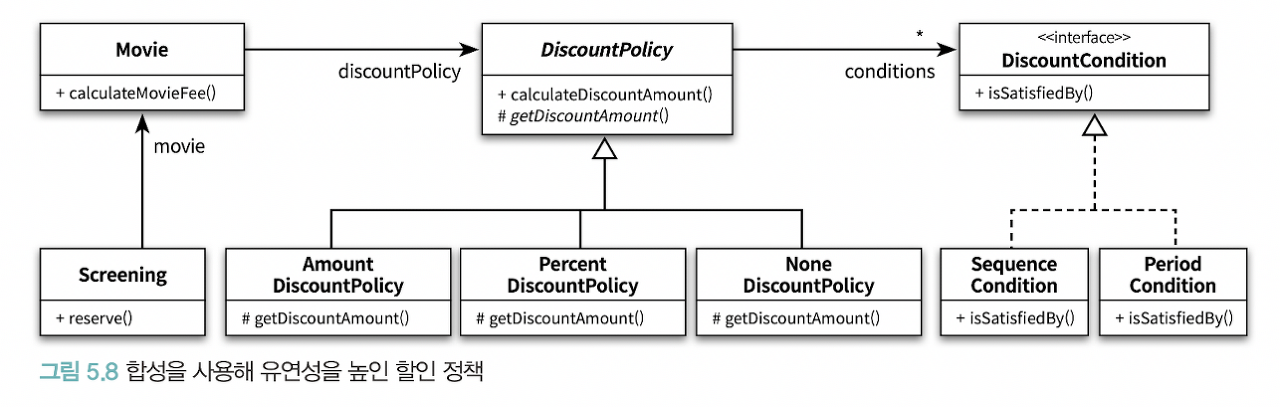 Movie
+ calculateMovieFee()
discountPolicy
DiscountPolicy
+ calculateDiscountAmount()
# getDiscountAmount()
*
conditions
<<interface>>
DiscountCondition
+ isSatisfiedBy()
movie
Screening
+ reserve()
Amount
DiscountPolicy
# getDiscountAmount()
Percent
DiscountPolicy
# getDiscountAmount()
None
DiscountPolicy
# getDiscountAmount()
Sequence
Condition
+ isSatisfiedBy()
Period
Condition
+ isSatisfiedBy()
그림 5.8 합성을 사용해 유연성을 높인 할인 정책